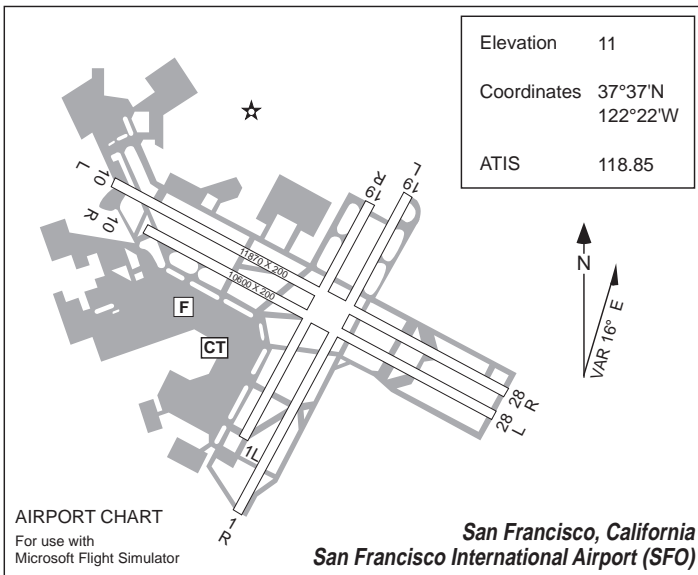 Elevation 11
Coordinates 37°37'N
122°22'W
ATIS 118.85
L
10
10
R
R
19
L
19
11870 X 200
10600 X 200
F
CT
N
VAR 16° E
28
R
28
L
1L
1
R
AIRPORT CHART
For use with
Microsoft Flight Simulator
San Francisco, California
San Francisco International Airport (SFO)